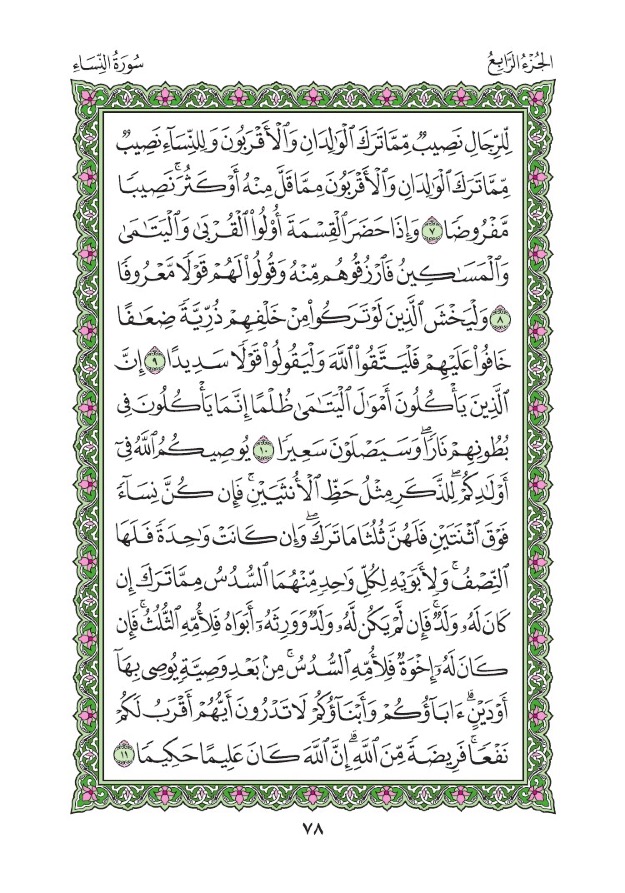 الجُزْءُ الرَّابِعُ
سُورَةُ النِّسَاءِ
لِّلرِّجَالِ نَصِيبٌ مِّمَّا تَرَكَ ٱلْوَٰلِدَانِ وَٱلْأَقْرَبُونَ وَلِلنِّسَآءِ نَصِيبٌ
مِّمَّا تَرَكَ ٱلْوَٰلِدَانِ وَٱلْأَقْرَبُونَ مِمَّا قَلَّ مِنْهُ أَوْ كَثُرَ ۚ نَصِيبًا
مَّفْرُوضًا ٧ وَإِذَا حَضَرَ ٱلْقِسْمَةَ أُو۟لُوا۟ ٱلْقُرْبَىٰ وَٱلْيَتَٰمَىٰ
وَٱلْمَسَٰكِينُ فَٱرْزُقُوهُم مِّنْهُ وَقُولُوا۟ لَهُمْ قَوْلًا مَّعْرُوفًا
٨ وَلْيَخْشَ ٱلَّذِينَ لَوْ تَرَكُوا۟ مِنْ خَلْفِهِمْ ذُرِّيَّةً ضِعَٰفًا
خَافُوا۟ عَلَيْهِمْ فَلْيَتَّقُوا۟ ٱللَّهَ وَلْيَقُولُوا۟ قَوْلًا سَدِيدًا ٩ إِنَّ
ٱلَّذِينَ يَأْكُلُونَ أَمْوَٰلَ ٱلْيَتَٰمَىٰ ظُلْمًا إِنَّمَا يَأْكُلُونَ فِى
بُطُونِهِمْ نَارًا ۖ وَسَيَصْلَوْنَ سَعِيرًا ١٠ يُوصِيكُمُ ٱللَّهُ فِىٓ
أَوْلَٰدِكُمْ ۖ لِلذَّكَرِ مِثْلُ حَظِّ ٱلْأُنثَيَيْنِ ۚ فَإِن كُنَّ نِسَآءً
فَوْقَ ٱثْنَتَيْنِ فَلَهُنَّ ثُلُثَا مَا تَرَكَ ۖ وَإِن كَانَتْ وَٰحِدَةً فَلَهَا
ٱلنِّصْفُ ۚ وَلِأَبَوَيْهِ لِكُلِّ وَٰحِدٍ مِّنْهُمَا ٱلسُّدُسُ مِمَّا تَرَكَ إِن
كَانَ لَهُۥ وَلَدٌ ۚ فَإِن لَّمْ يَكُن لَّهُۥ وَلَدٌ وَوَرِثَهُۥٓ أَبَوَاهُ فَلِأُمِّهِ ٱلثُّلُثُ ۚ فَإِن
كَانَ لَهُۥٓ إِخْوَةٌ فَلِأُمِّهِ ٱلسُّدُسُ ۚ مِنۢ بَعْدِ وَصِيَّةٍ يُوصِى بِهَآ
أَوْ دَيْنٍ ۗ ءَابَآؤُكُمْ وَأَبْنَآؤُكُمْ لَا تَدْرُونَ أَيُّهُمْ أَقْرَبُ لَكُمْ
نَفْعًا ۚ فَرِيضَةً مِّنَ ٱللَّهِ ۗ إِنَّ ٱللَّهَ كَانَ عَلِيمًا حَكِيمًا ١١
٧٨